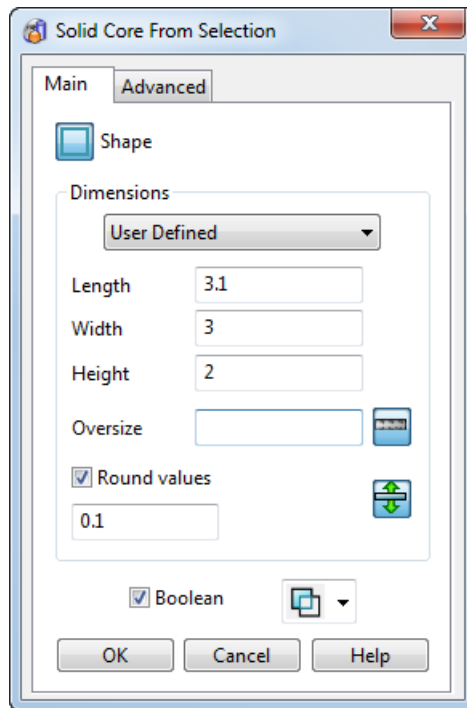 Solid Core From Selection
Main Advanced
Shape
Dimensions
User Defined
Length 3.1
Width 3
Height 2
Oversize
Round values
0.1
Boolean
OK Cancel Help